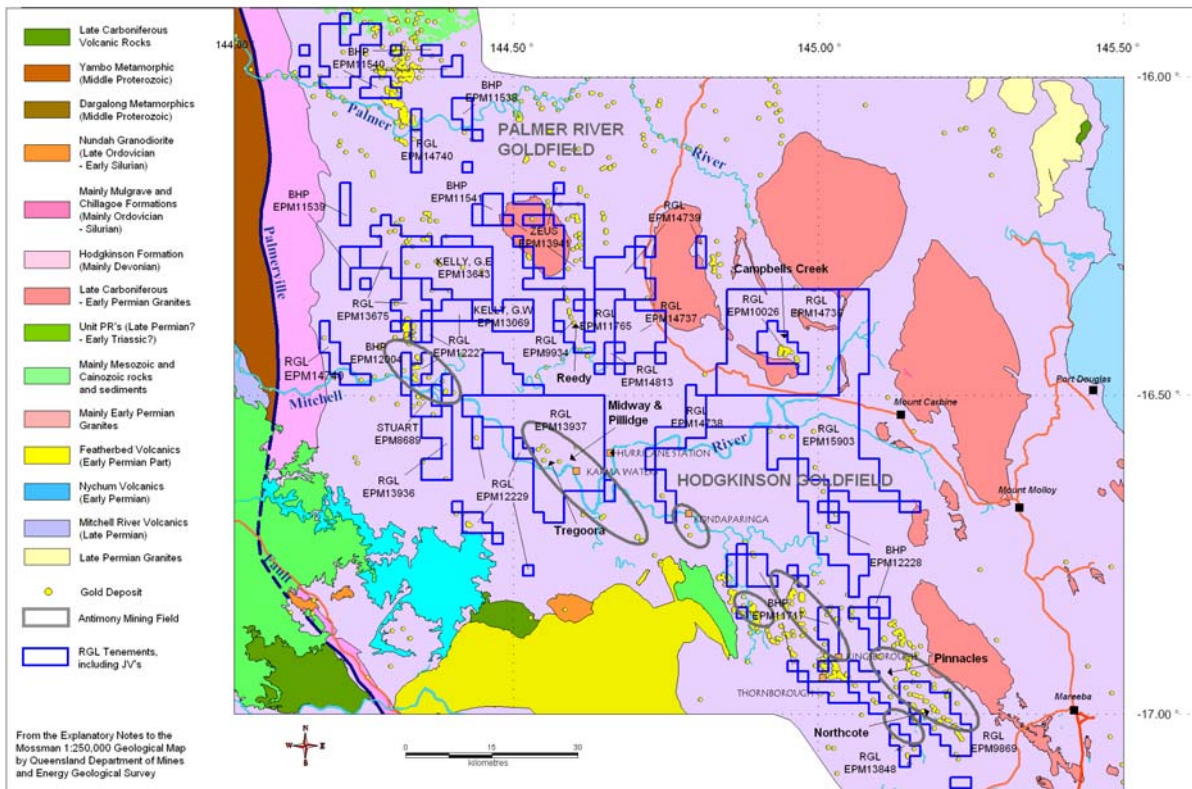 Late Carboniferous
Volcanic Rocks
Yambo Metamorphic
(Middle Proterozoic)
Dargalong Metamorphics
(Middle Proterozoic)
Nundah Granodiorite
(Late Ordovician
- Early Silurian)
Mainly Mulgrave and
Chillagoe Formations
(Mainly Ordovician
- Silurian)
Hodgkinson Formation
(Mainly Devonian)
Late Carboniferous
- Early Permian Granites
Unit PR's (Late Permian?
- Early Triassic?)
Mainly Mesozoic and
Cainozoic rocks
and sediments
Mainly Early Permian
Granites
Featherbed Volcanics
(Early Permian Part)
Nychum Volcanics
(Early Permian)
Mitchell River Volcanics
(Late Permian)
Late Permian Granites
Gold Deposit
Antimony Mining Field
RGL Tenements,
including JV's
From the Explanatory Notes to the
Mossman 1:250,000 Geological Map
by Queensland Department of Mines
and Energy Geological Survey
144.50 °
145.00 °
145.50 °
-16.00 °
-16.50 °
-17.00 °
BHP
EPM11540
BHP
EPM11538
Palmer
River
PALMER RIVER
GOLDFIELD
RGL
EPM14740
BHP
EPM11539
BHP
EPM11541
ZEUS
EPM13941
RGL
EPM14739
Palmerville
Fault
KELLY, G.E
EPM13643
Campbells Creek
RGL
EPM13675
KELLY, G.W
EPM13069
RGL
EPM11765
RGL
EPM14737
RGL
EPM10026
RGL
BHP
EPM12004
RGL
EPM12227
RGL
EPM9934
RGL
EPM14813
Reedy
RGL
Mitchell
River
Port Douglas
Mount Carbine
STUART
EPM8689
RGL
EPM13937
Midway &
Pillidge
RGL
EPM14738
RGL
EPM15903
HURRICANE STATION
KARMA WATERS
HODGKINSON GOLDFIELD
RGL
EPM13936
RGL
EPM12229
Tregoora
KONDAPARINGA
Mount Molloy
BHP
EPM12228
BHP
EPM11717
KINGSBOROUGH
Pinnacles
THORNBOROUGH
Mareeba
Northcote
RGL
EPM9869
RGL
EPM13848
N
W
E
S
0
15
30
kilometres